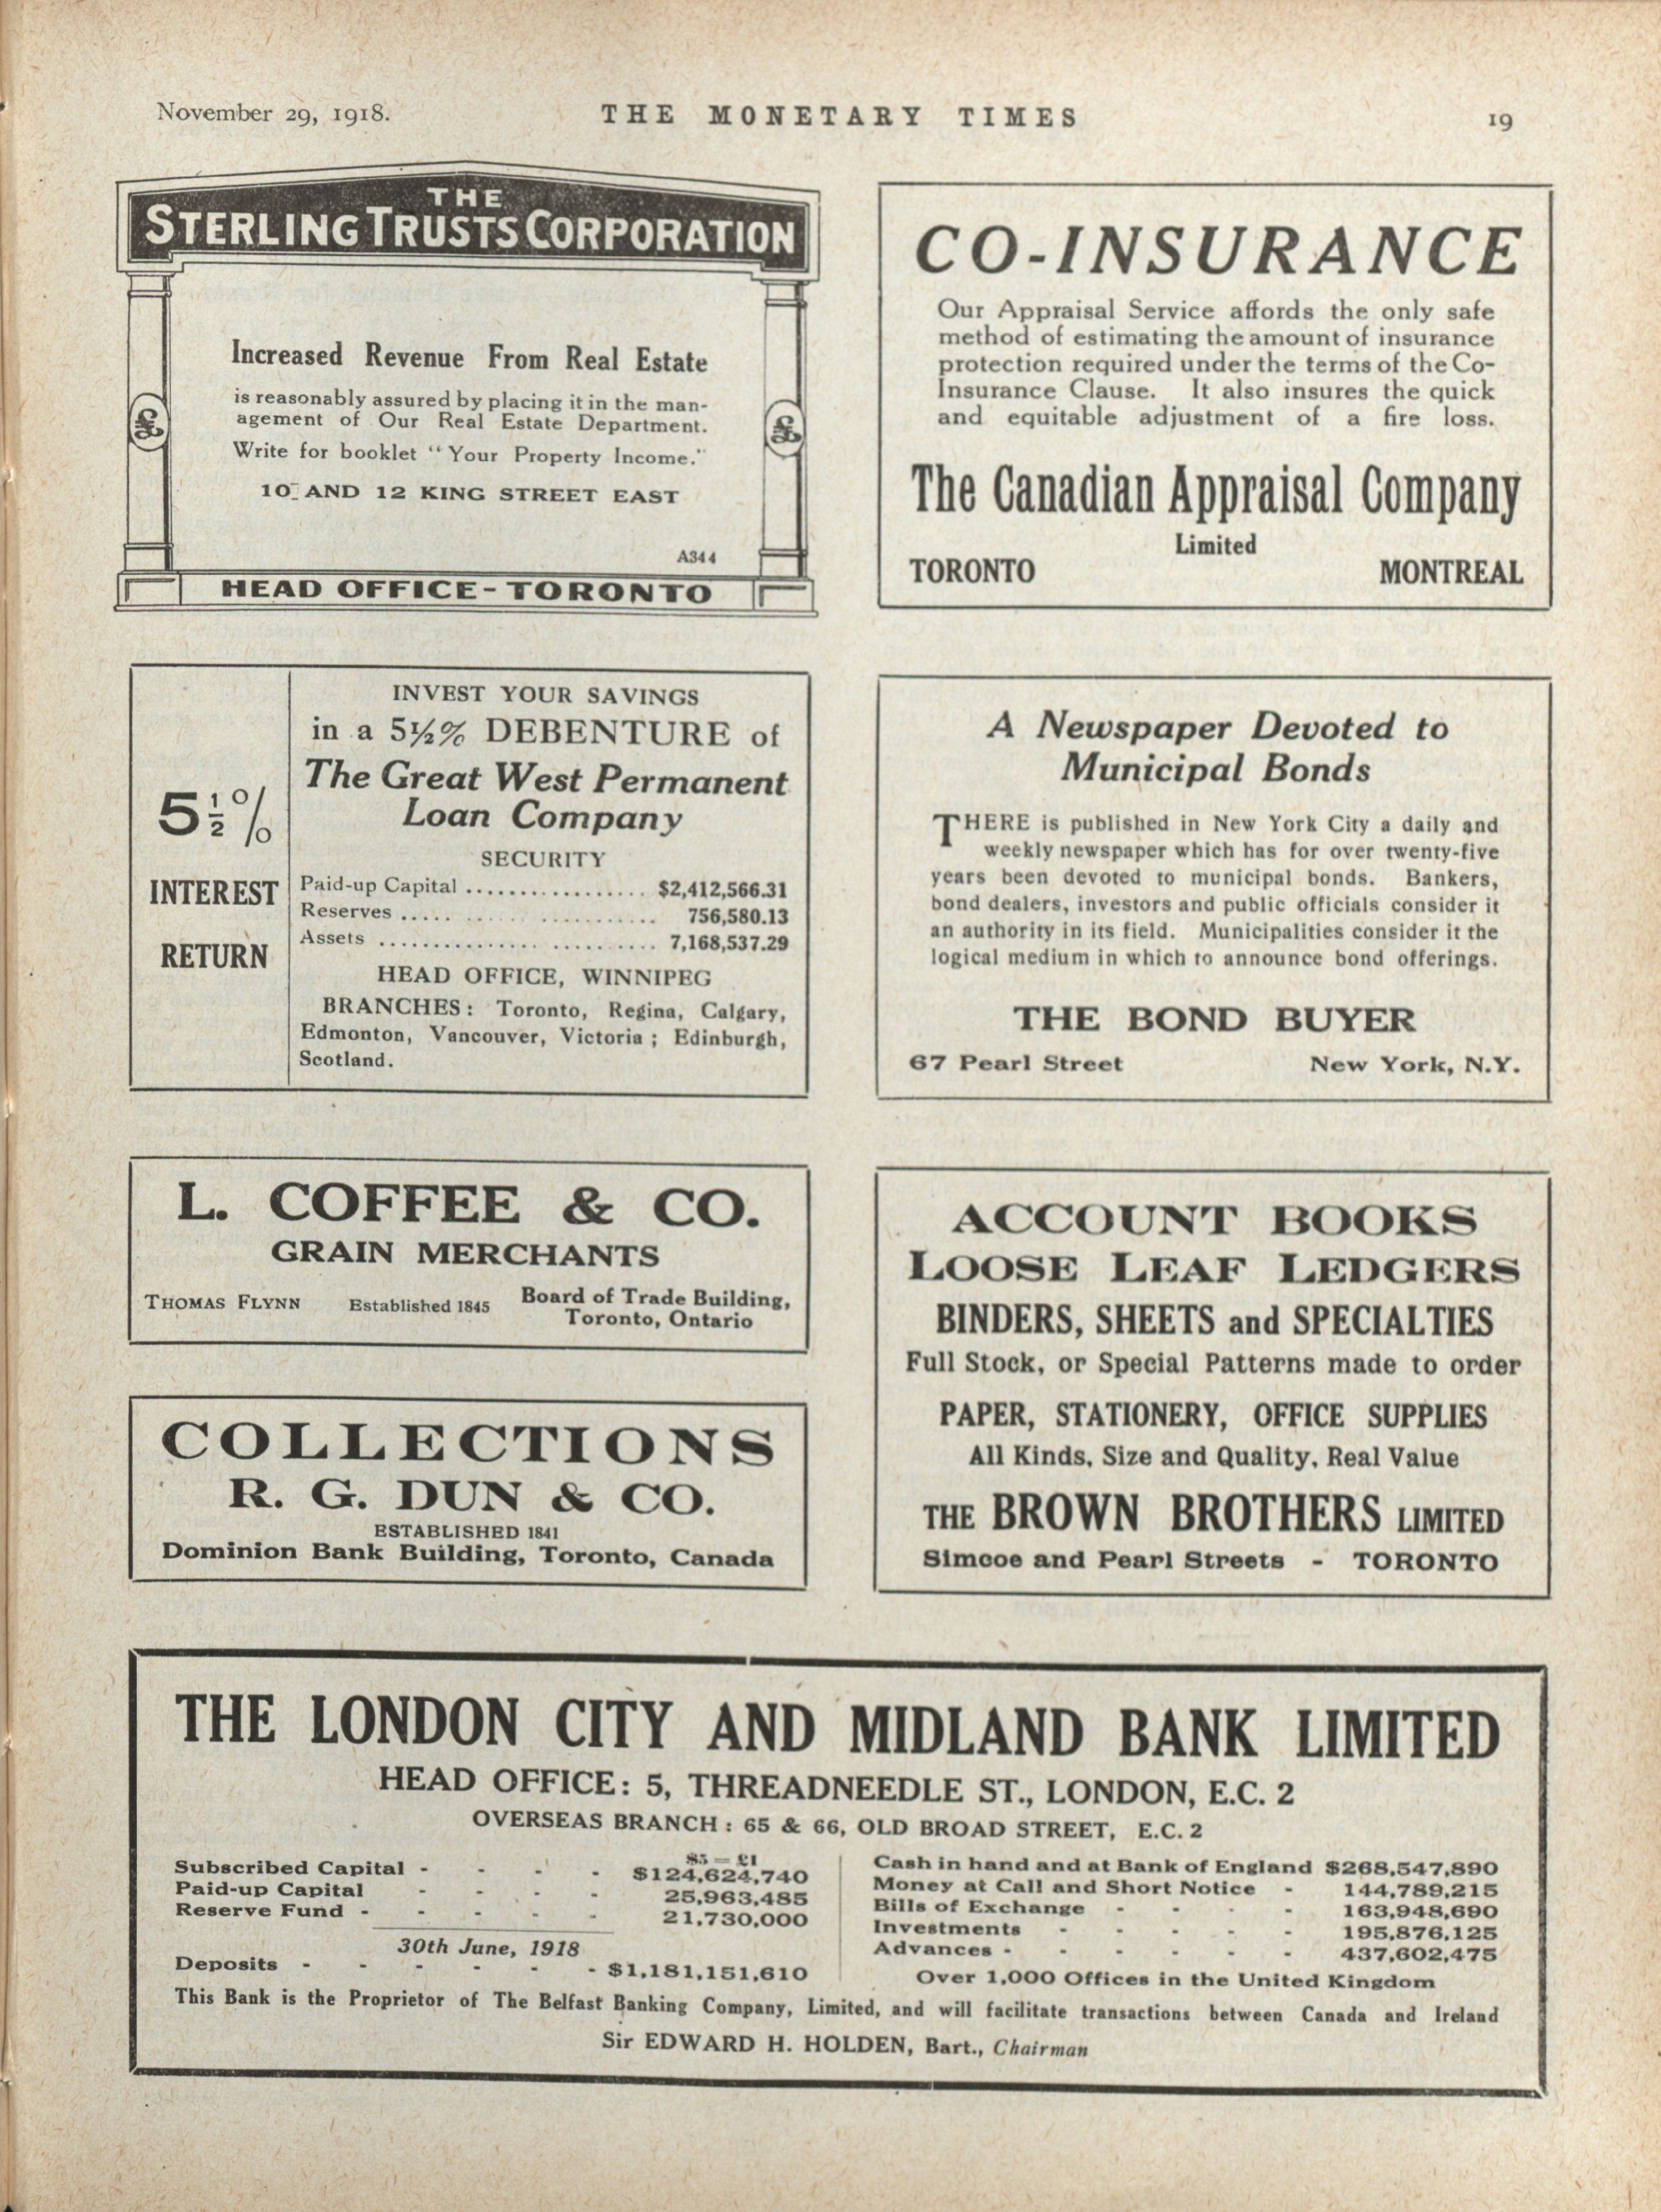 November 29, 1918.
THE MONETARY TIMES
19
THE
STERLING TRUSTS CORPORATION
Increased Revenue From Real Estate
is reasonably assured by placing it in the man-
agement of Our Real Estate Department.
Write for booklet "Your Property Income."
10 AND 12 KING STREET EAST
A344
HEAD OFFICE - TORONTO
£
£
CO-INSURANCE
Our Appraisal Service affords the only safe
method of estimating the amount of insurance
protection required under the terms of the Co-
Insurance Clause. It also insures the quick
and equitable adjustment of a fire loss.
The Canadian Appraisal Company
Limited
TORONTO MONTREAL
5½%
INTEREST
RETURN
INVEST YOUR SAVINGS
in a 5½% DEBENTURE of
The Great West Permanent
Loan Company
SECURITY
Paid-up Capital ................. $2,412,566.31
Reserves ..... ...... ........... 756,580.13
Assets ............... .......... 7,168,537.29
HEAD OFFICE, WINNIPEG
BRANCHES: Toronto, Regina, Calgary,
Edmonton, Vancouver, Victoria; Edinburgh,
Scotland.
A Newspaper Devoted to
Municipal Bonds
THERE is published in New York City a daily and
weekly newspaper which has for over twenty-five
years been devoted to municipal bonds. Bankers,
bond dealers, investors and public officials consider it
an authority in its field. Municipalities consider it the
logical medium in which to announce bond offerings.
THE BOND BUYER
67 Pearl Street New York, N.Y.
L. COFFEE & CO.
GRAIN MERCHANTS
THOMAS FLYNN Established 1845 Board of Trade Building,
Toronto, Ontario
COLLECTIONS
R. G. DUN & CO.
ESTABLISHED 1841
Dominion Bank Building, Toronto, Canada
ACCOUNT BOOKS
LOOSE LEAF LEDGERS
BINDERS, SHEETS and SPECIALTIES
Full Stock, or Special Patterns made to order
PAPER, STATIONERY, OFFICE SUPPLIES
All Kinds, Size and Quality, Real Value
THE BROWN BROTHERS LIMITED
Simcoe and Pearl Streets - TORONTO
THE LONDON CITY AND MIDLAND BANK LIMITED
HEAD OFFICE: 5, THREADNEEDLE ST., LONDON, E.C. 2
OVERSEAS BRANCH: 65 & 66, OLD BROAD STREET, E.C. 2
$5 = £1
Subscribed Capital - - - - $124,624,740
Paid-up Capital - - - - 25,963,485
Reserve Fund - - - - - 21,730,000
30th June, 1918
Deposits - - - - - - $1,181,151,610
Cash in hand and at Bank of England $268,547,890
Money at Call and Short Notice - 144,789,215
Bills of Exchange - - - - 163,948,690
Investments - - - - - 195,876,125
Advances - - - - - - 437,602,475
Over 1,000 Offices in the United Kingdom
This Bank is the Proprietor of The Belfast Banking Company, Limited, and will facilitate transactions between Canada and Ireland
Sir EDWARD H. HOLDEN, Bart., Chairman